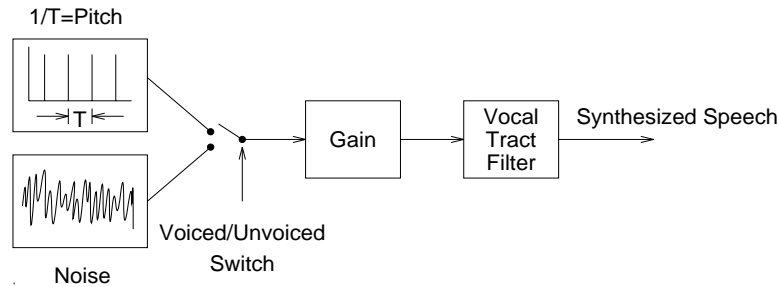 1/T=Pitch
T
Gain
Vocal
Tract
Filter
Synthesized Speech
Voiced/Unvoiced
Switch
Noise